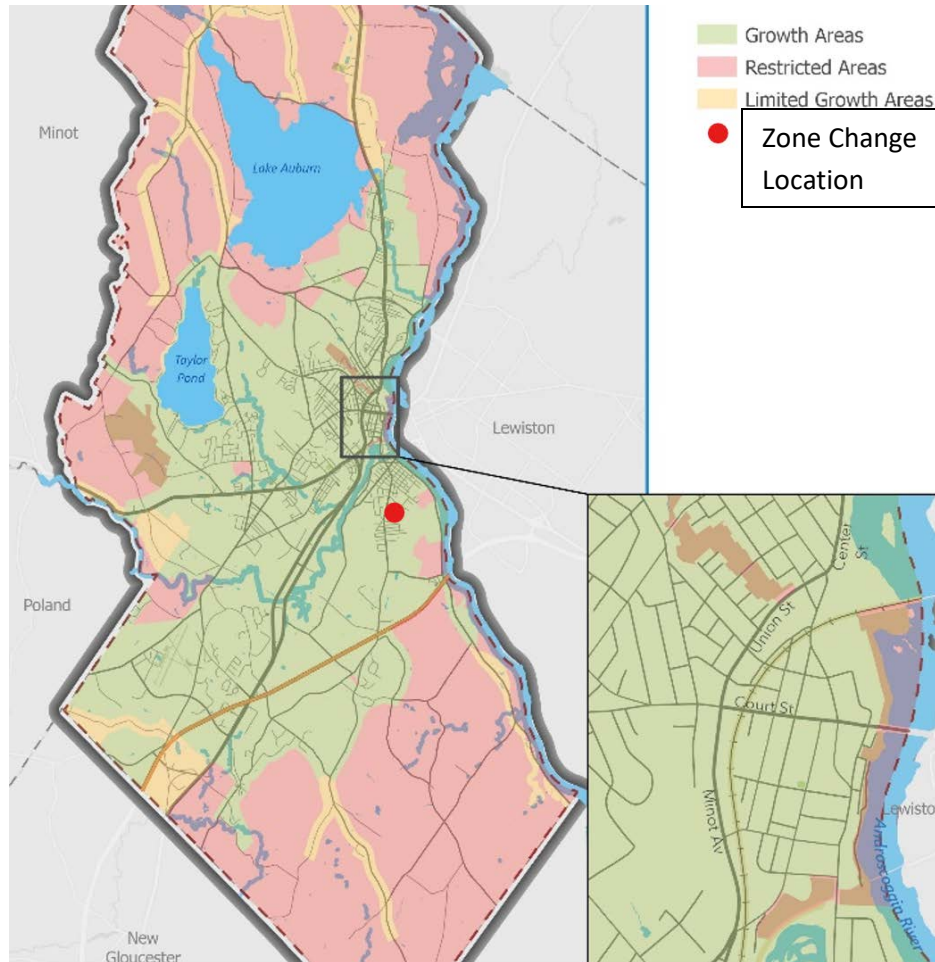 Growth Areas
Restricted Areas
Limited Growth Areas
Zone Change
Location
Minot
Lake Auburn
Taylor
Pond
Lewiston
Poland
New
Gloucester
Center
St
Union St
Court St
Minot Av
Lewisto
Androscoggin River